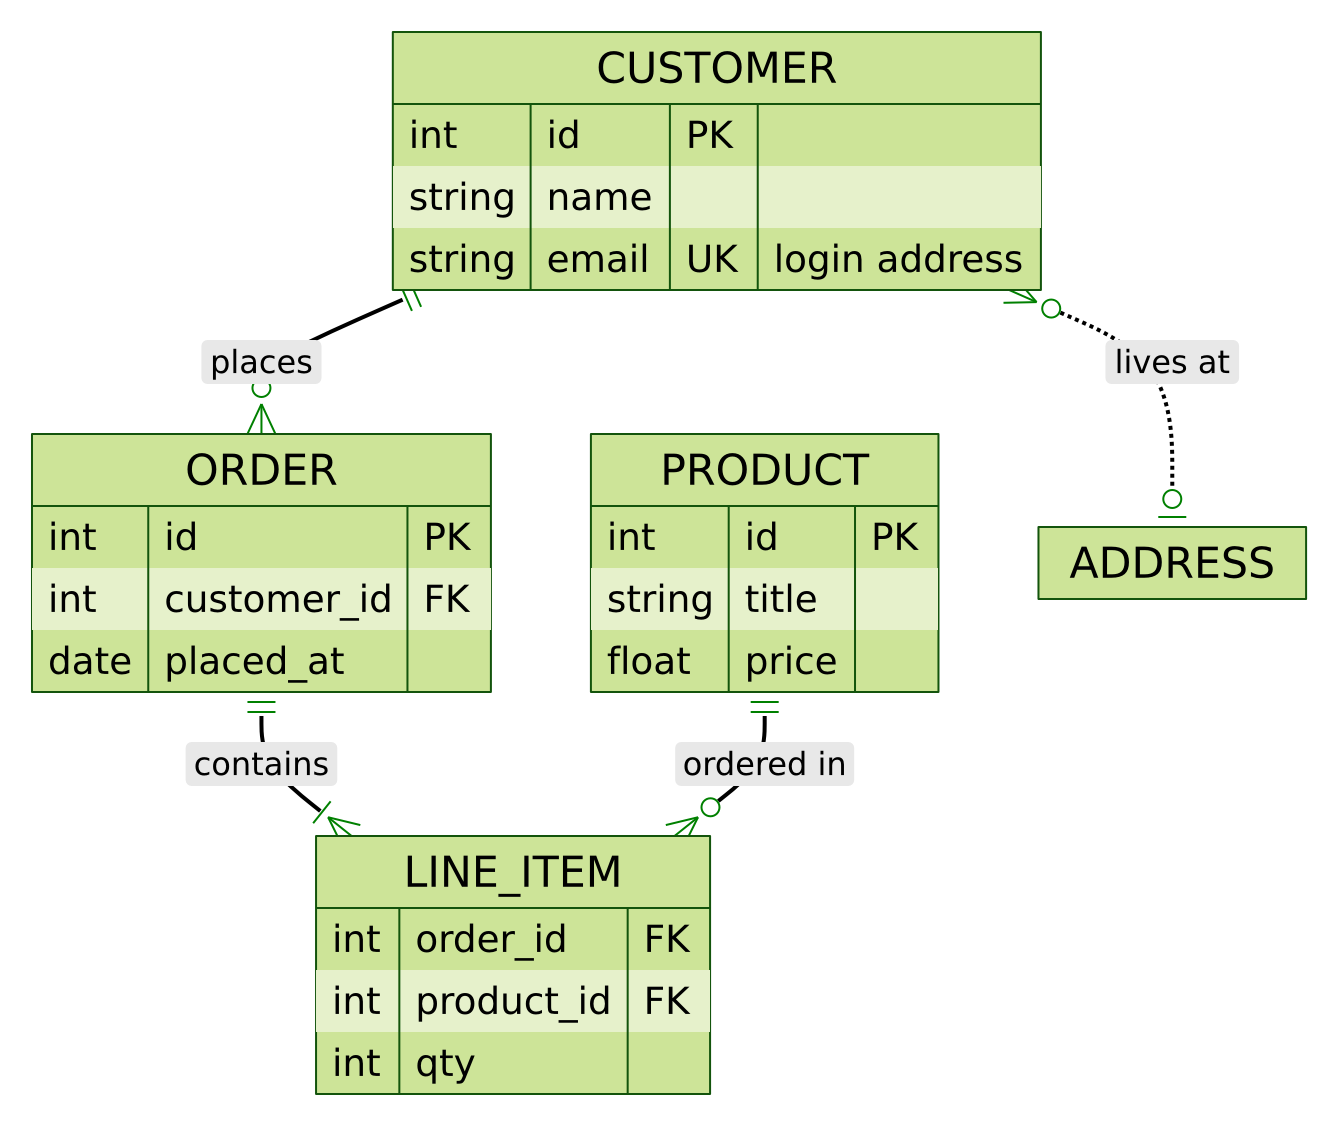 CUSTOMER
int id PK
string name
string email UK login address
places
lives at
ORDER
int id PK
int customer_id FK
date placed_at
PRODUCT
int id PK
string title
float price
ADDRESS
contains
ordered in
LINE_ITEM
int order_id FK
int product_id FK
int qty